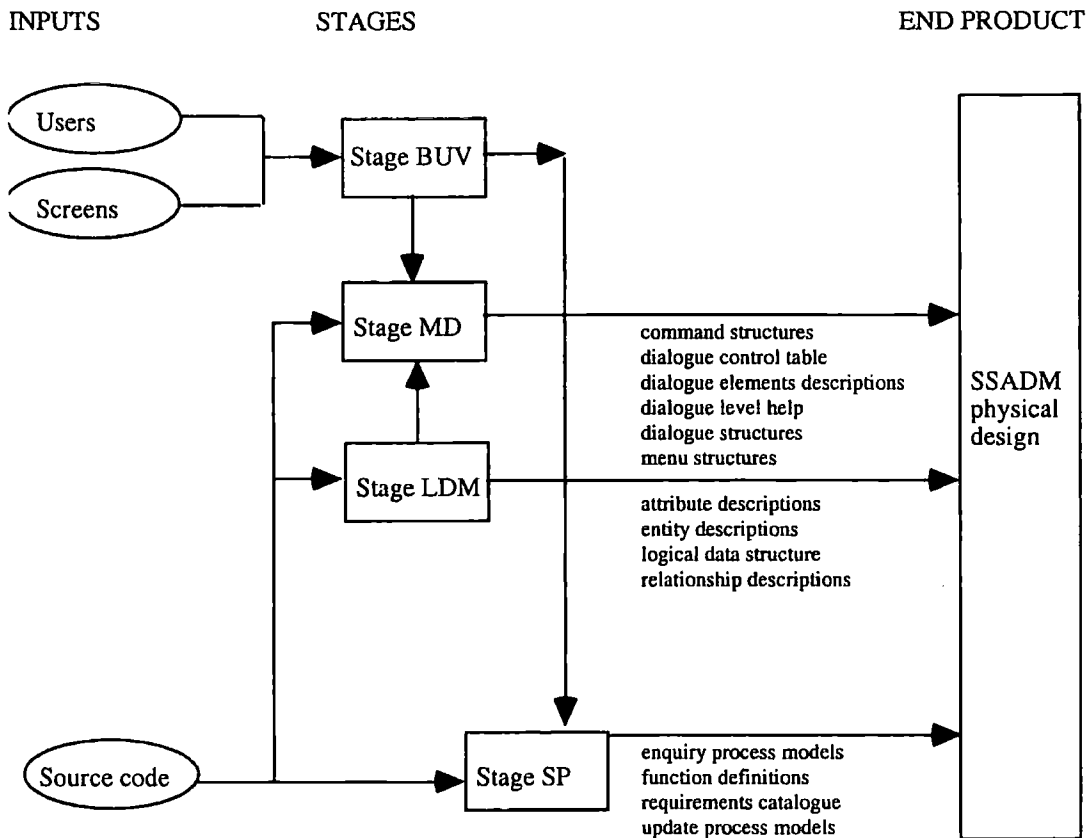 INPUTS STAGES END PRODUCT
Users
Screens
Stage BUV
Stage MD
command structures
dialogue control table
dialogue elements descriptions
dialogue level help
dialogue structures
menu structures
SSADM
physical
design
Stage LDM
attribute descriptions
entity descriptions
logical data structure
relationship descriptions
Source code
Stage SP
enquiry process models
function definitions
requirements catalogue
update process models